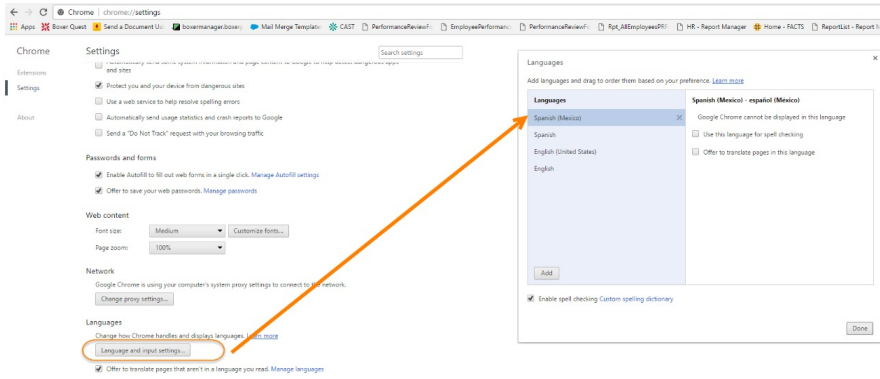 Chrome | chrome://settings
Apps Boxer Quest Send a Document Us boxermanager.boxerp Mail Merge Template CAST PerformanceReviewFo EmployeePerformanc PerformanceReviewFo Rpt_AllEmployeesPRF HR - Report Manager Home - FACTS ReportList - Report M
Chrome
Extensions
Settings
About
Settings
Search settings
and sites
Protect you and your device from dangerous sites
Use a web service to help resolve spelling errors
Automatically send usage statistics and crash reports to Google
Send a "Do Not Track" request with your browsing traffic
Passwords and forms
Enable Autofill to fill out web forms in a single click. Manage Autofill settings
Offer to save your web passwords. Manage passwords
Web content
Font size: Medium Customize fonts...
Page zoom: 100%
Network
Google Chrome is using your computer's system proxy settings to connect to the network.
Change proxy settings...
Languages
Change how Chrome handles and displays languages. Learn more
Language and input settings...
Offer to translate pages that aren't in a language you read. Manage languages
Languages
Add languages and drag to order them based on your preference. Learn more
Languages
Spanish (Mexico)
Spanish
English (United States)
English
Add
Spanish (Mexico) - español (México)
Google Chrome cannot be displayed in this language
Use this language for spell checking
Offer to translate pages in this language
Enable spell checking Custom spelling dictionary
Done